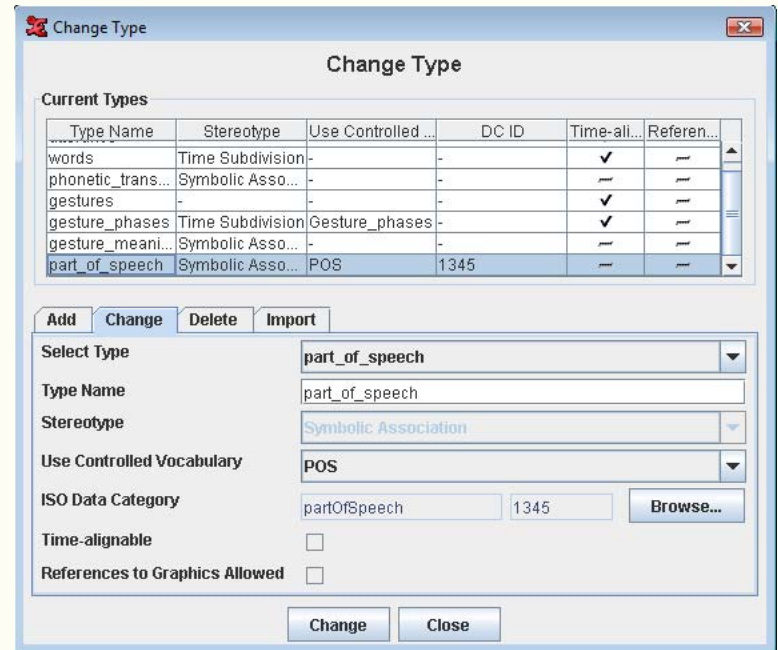 Change Type
Change Type
Current Types
Type Name Stereotype Use Controlled ... DC ID Time-ali... Referen...
words Time Subdivision - - ✔ —
phonetic_trans... Symbolic Asso... - - — —
gestures - - - ✔ —
gesture_phases Time Subdivision Gesture_phases - ✔ —
gesture_meani... Symbolic Asso... - - — —
part_of_speech Symbolic Asso... POS 1345 — —
Add Change Delete Import
Select Type part_of_speech
Type Name part_of_speech
Stereotype Symbolic Association
Use Controlled Vocabulary POS
ISO Data Category partOfSpeech 1345 Browse...
Time-alignable
References to Graphics Allowed
Change Close